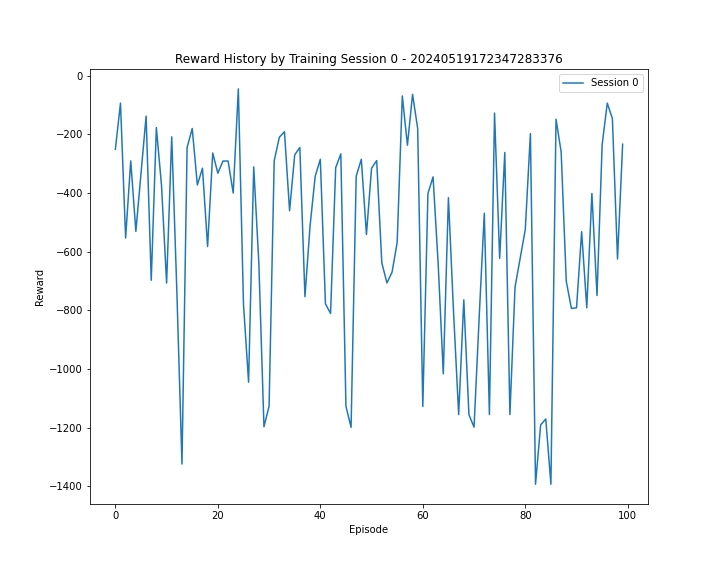 Reward History by Training Session 0 - 20240519172347283376
Session 0
0
−200
−400
−600
−800
−1000
−1200
−1400
Reward
0 20 40 60 80 100
Episode